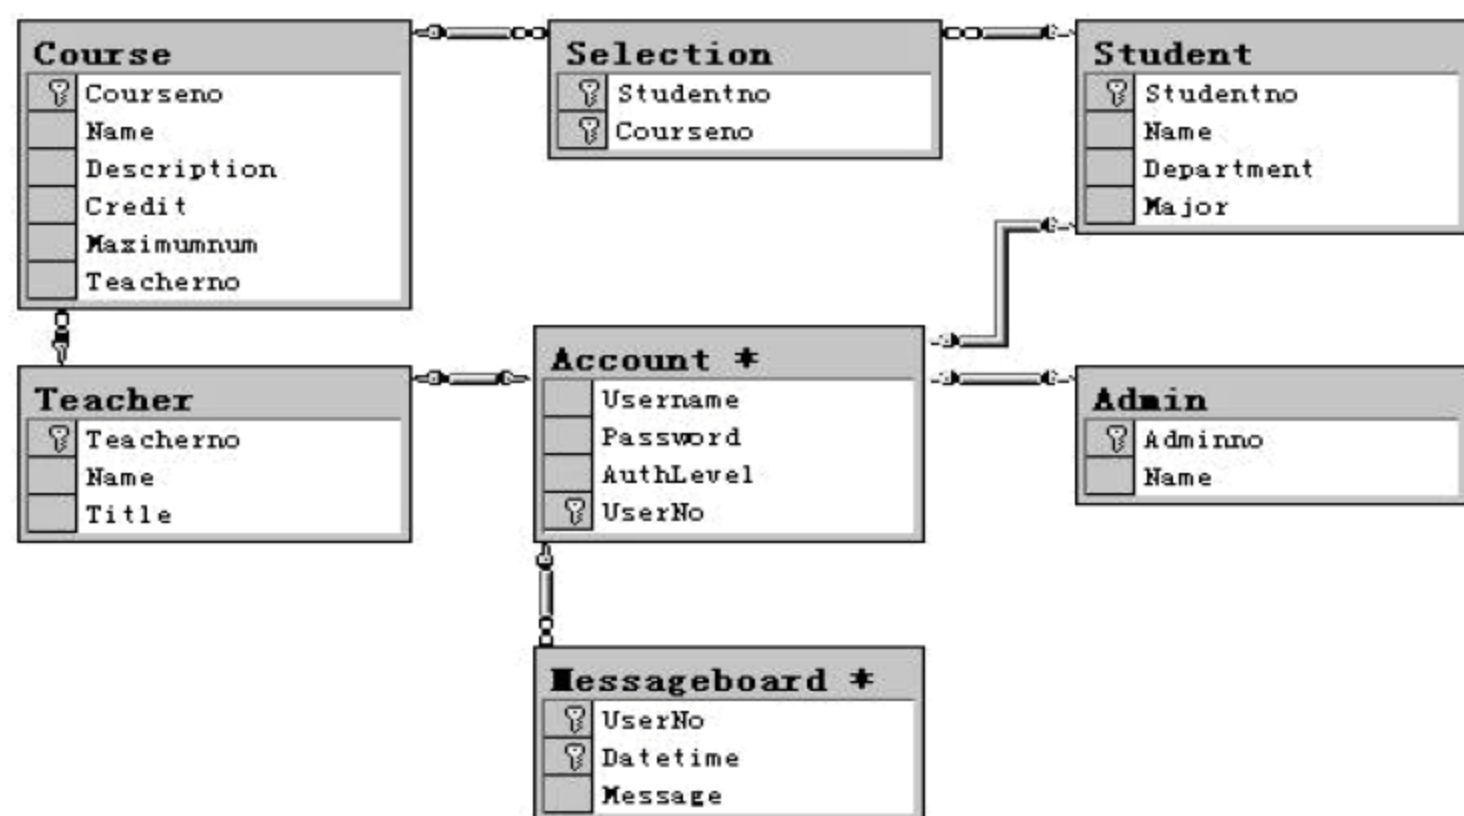 Course
Courseno
Name
Description
Credit
Maximumnum
Teacherno
Selection
Studentno
Courseno
Student
Studentno
Name
Department
Major
Teacher
Teacherno
Name
Title
Account *
Username
Password
AuthLevel
UserNo
Admin
Adminno
Name
Messageboard *
UserNo
Datetime
Message